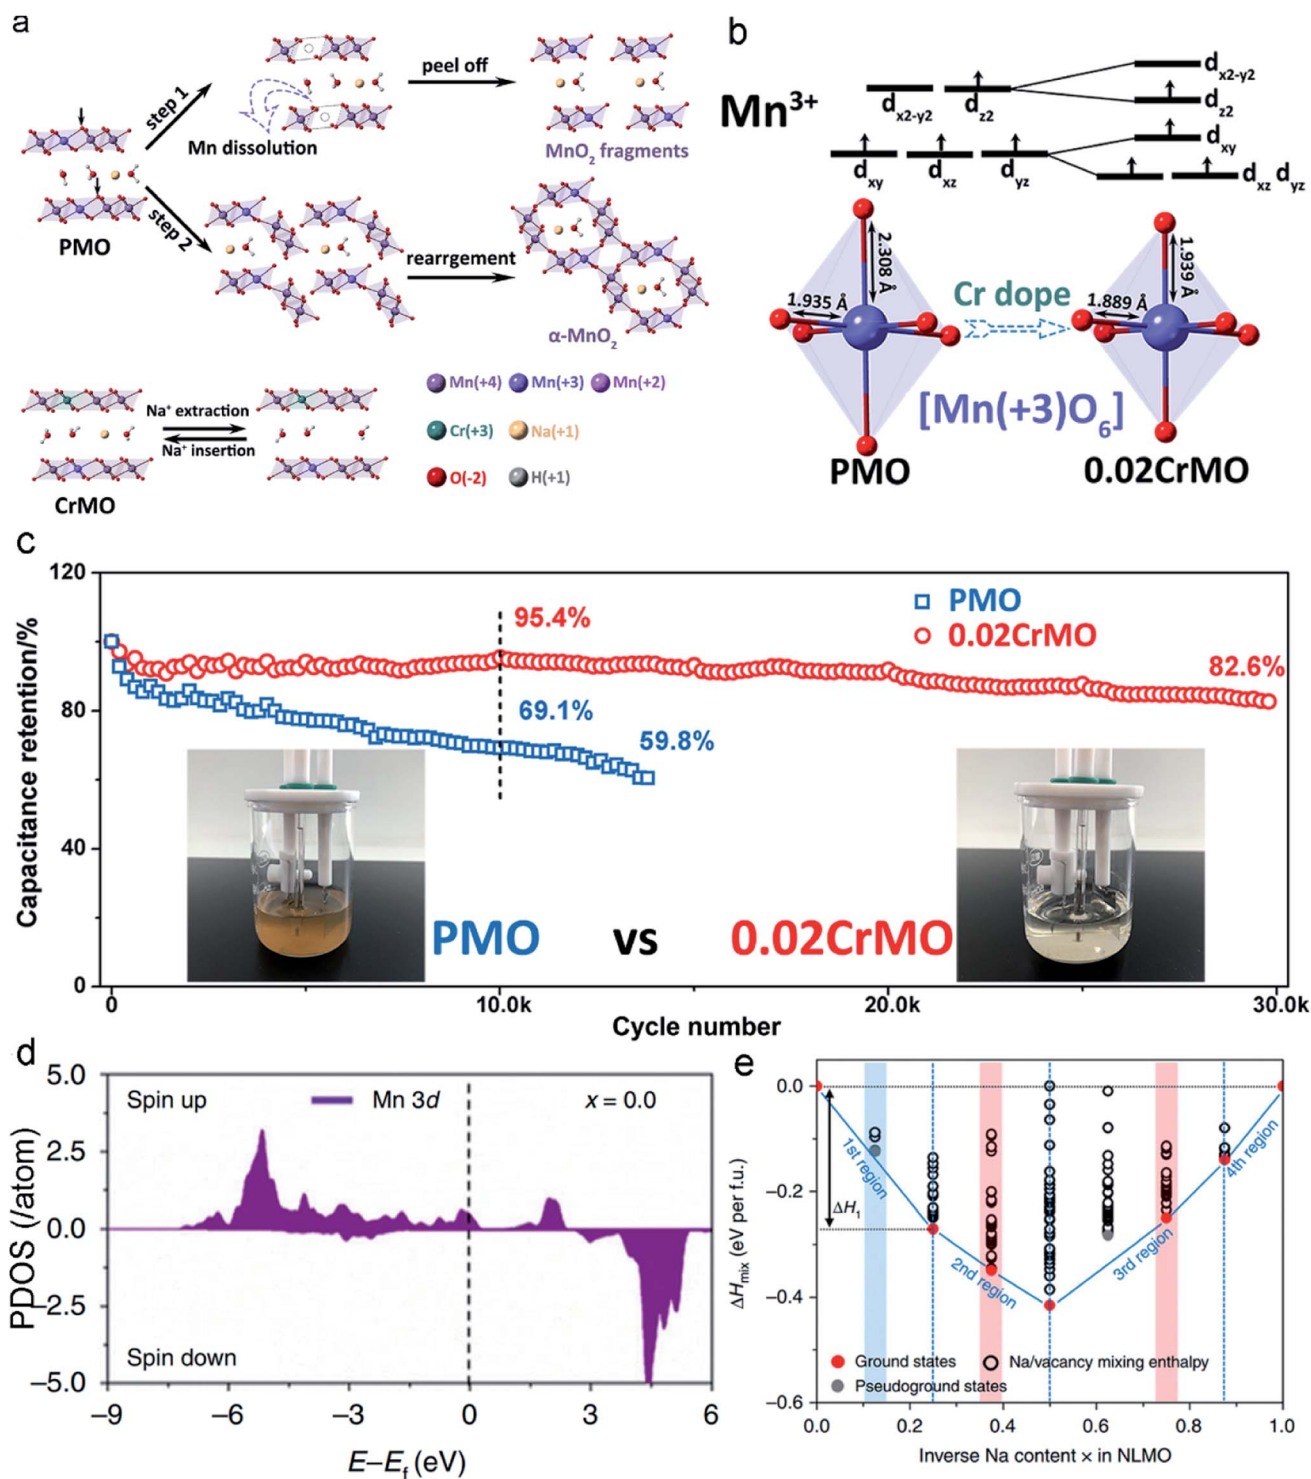 a
step 1
Mn dissolution
peel off
MnO2 fragments
PMO
step 2
rearrgement
α-MnO2
Na+ extraction
Na+ insertion
CrMO
Mn(+4) Mn(+3) Mn(+2)
Cr(+3) Na(+1)
O(-2) H(+1)
b
Mn3+
dx2-y2 dz2
dxy dxz dyz
dx2-y2
dz2
dxy
dxz dyz
2.308 Å
1.935 Å
Cr dope
1.939 Å
1.889 Å
[Mn(+3)O6]
PMO
0.02CrMO
c
Capacitance retention/%
120
80
40
0
PMO
0.02CrMO
95.4%
82.6%
69.1%
59.8%
PMO vs 0.02CrMO
0 10.0k 20.0k 30.0k
Cycle number
d
PDOS (/atom)
5.0
2.5
0.0
−2.5
−5.0
Spin up
Mn 3d
x = 0.0
Spin down
−9 −6 −3 0 3 6
E−Ef (eV)
e
ΔHmix (eV per f.u.)
0.0
−0.2
−0.4
−0.6
1st region
ΔH1
2nd region
3rd region
4th region
Ground states
Na/vacancy mixing enthalpy
Pseudoground states
0.0 0.2 0.4 0.6 0.8 1.0
Inverse Na content × in NLMO